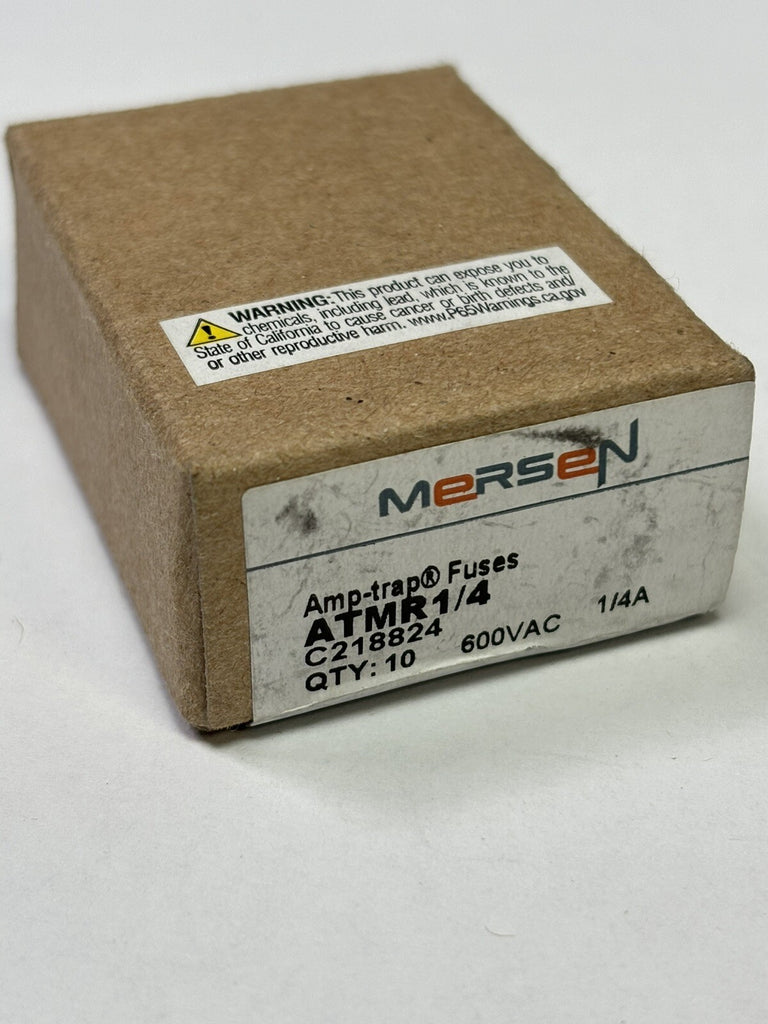 WARNING: This product can expose you to
chemicals, including lead, which is known to the
State of California to cause cancer or birth defects and/
or other reproductive harm. www.P65Warnings.ca.gov
MERSEN
Amp-trap® Fuses
ATMR1/4
C218824
QTY: 10 600VAC 1/4A